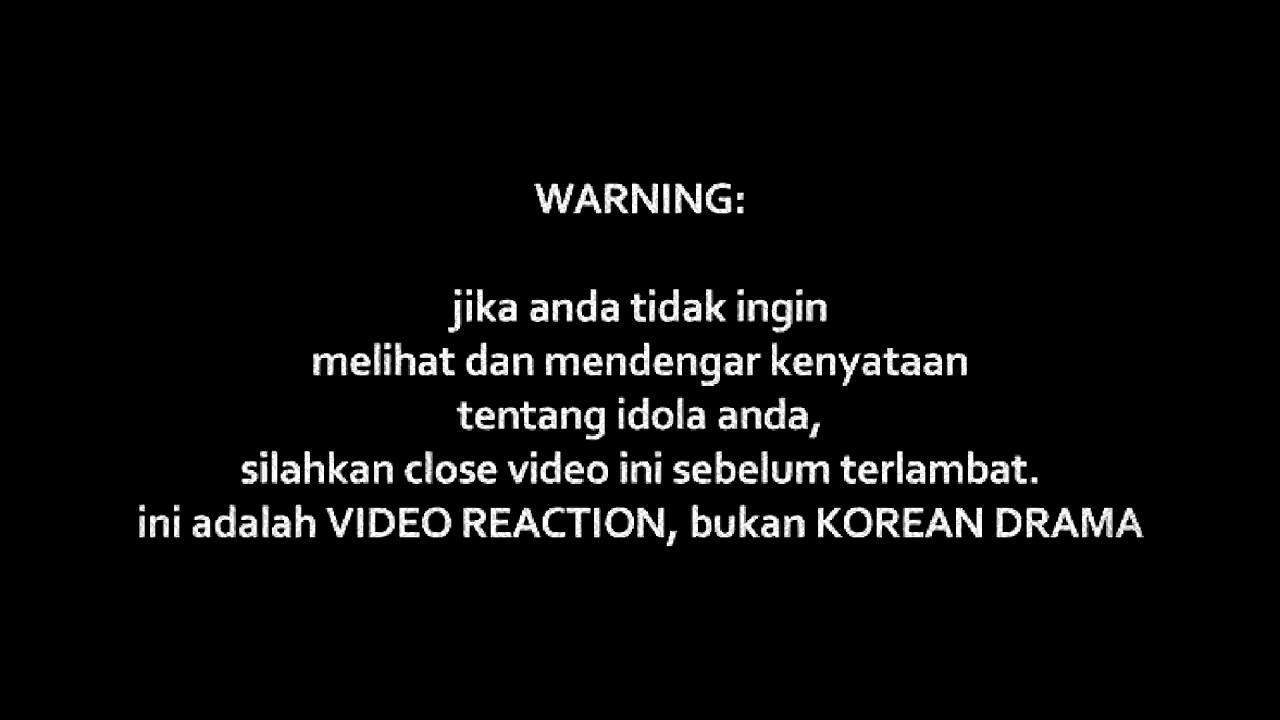 WARNING:
jika anda tidak ingin
melihat dan mendengar kenyataan
tentang idola anda,
silahkan close video ini sebelum terlambat.
ini adalah VIDEO REACTION, bukan KOREAN DRAMA